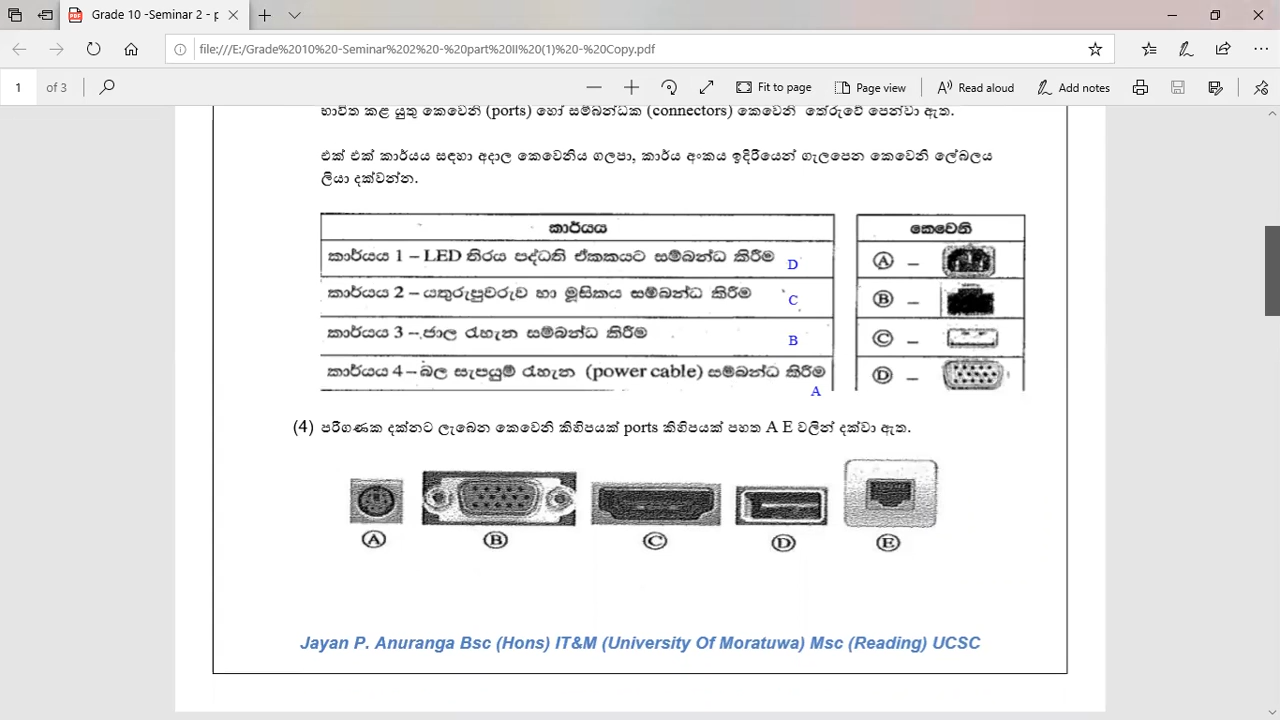 Grade 10 -Seminar 2 - p
file:///E:/Grade%2010%20-Seminar%202%20-%20part%20II%20(1)%20-%20Copy.pdf
1 of 3 Fit to page Page view Read aloud Add notes
භාවිත කළ යුතු කෙවෙනි (ports) හෝ සම්බන්ධක (connectors) කෙවෙනි තේරුවේ පෙන්වා ඇත.
එක් එක් කාර්යය සඳහා අදාල කෙවෙනිය ගලපා, කාර්ය අංකය ඉදිරියෙන් ගැලපෙන කෙවෙනි ලේබලය
ලියා දක්වන්න.
කාර්යය කෙවෙනි
කාර්යය 1 – LED තිරය පද්ධති ඒකකයට සම්බන්ධ කිරීම D A –
කාර්යය 2 – යතුරුපුවරුව හා මූසිකය සම්බන්ධ කිරීම C B –
කාර්යය 3 – ජාල රැහැන සම්බන්ධ කිරීම B C –
කාර්යය 4 – බල සැපයුම් රැහැන (power cable) සම්බන්ධ කිරීම A D –
(4) පරිගණක දක්නට ලැබෙන කෙවෙනි කිහිපයක් ports කිහිපයක් පහත A E වලින් දක්වා ඇත.
A B C D E
Jayan P. Anuranga Bsc (Hons) IT&M (University Of Moratuwa) Msc (Reading) UCSC